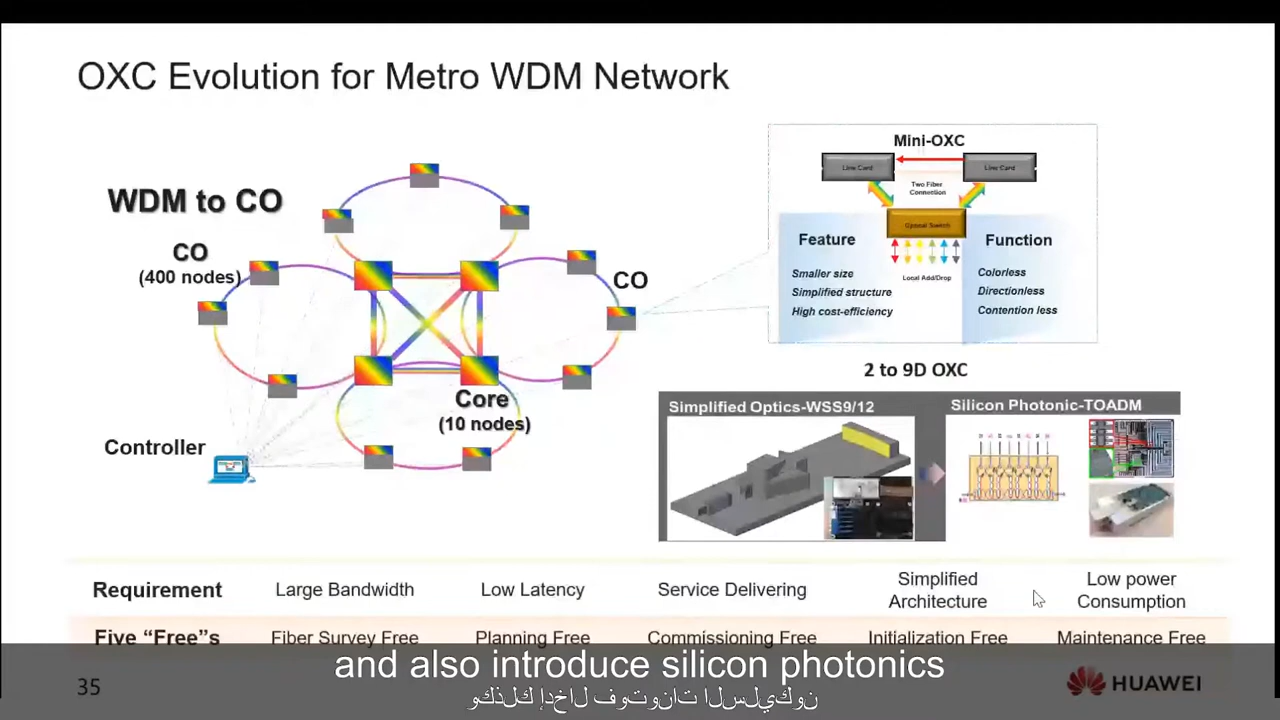 OXC Evolution for Metro WDM Network
WDM to CO
CO
(400 nodes)
CO
Core
(10 nodes)
Controller
Mini-OXC
Line Card
Line Card
Two Fiber
Connection
Optical Switch
Feature
Function
Smaller size
Simplified structure
High cost-efficiency
Local Add/Drop
Colorless
Directionless
Contention less
2 to 9D OXC
Simplified Optics-WSS9/12
Silicon Photonic-TOADM
Requirement
Large Bandwidth
Low Latency
Service Delivering
Simplified
Architecture
Low power
Consumption
Five “Free”s
Fiber Survey Free
Planning Free
Commissioning Free
Initialization Free
Maintenance Free
and also introduce silicon photonics
وكذلك إدخال فوتونات السليكون
35
HUAWEI